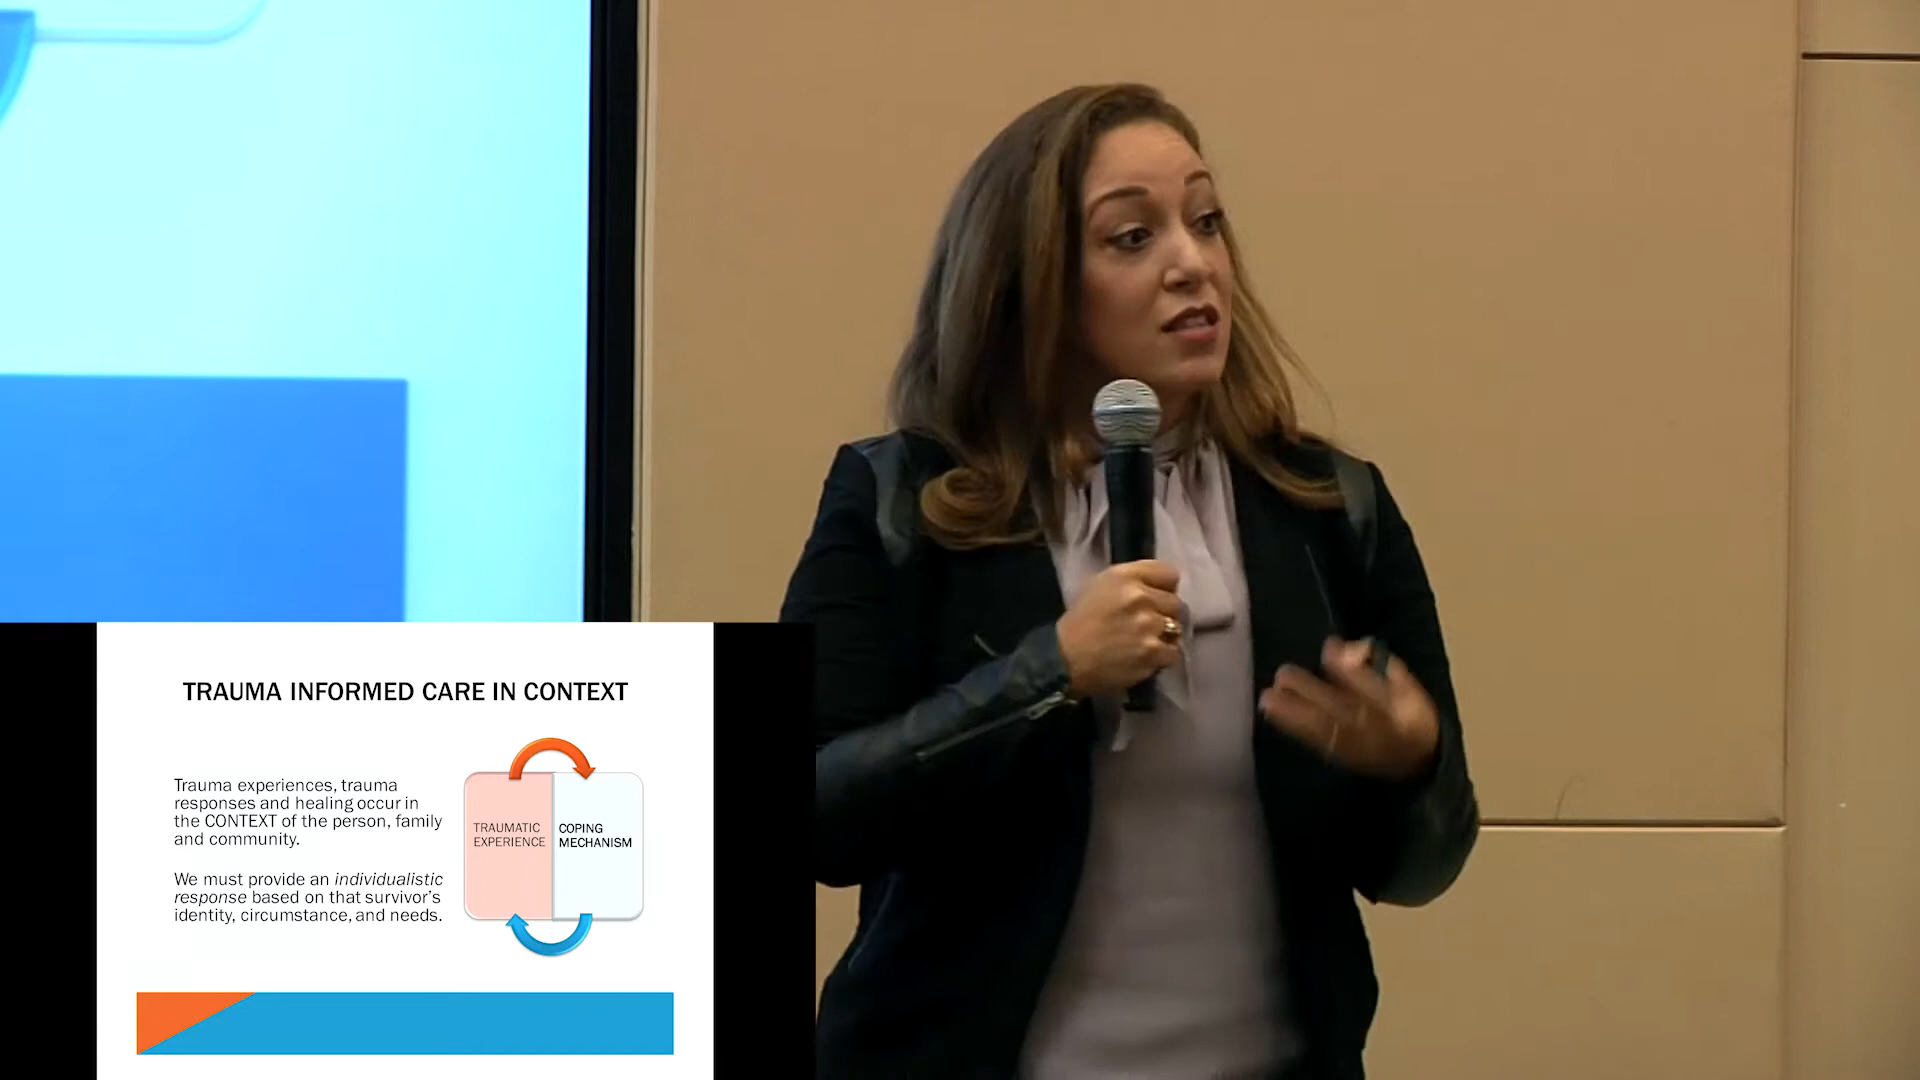 TRAUMA INFORMED CARE IN CONTEXT
Trauma experiences, trauma
responses and healing occur in
the CONTEXT of the person, family
and community.
We must provide an individualistic
response based on that survivor's
identity, circumstance, and needs.
TRAUMATIC
EXPERIENCE
COPING
MECHANISM